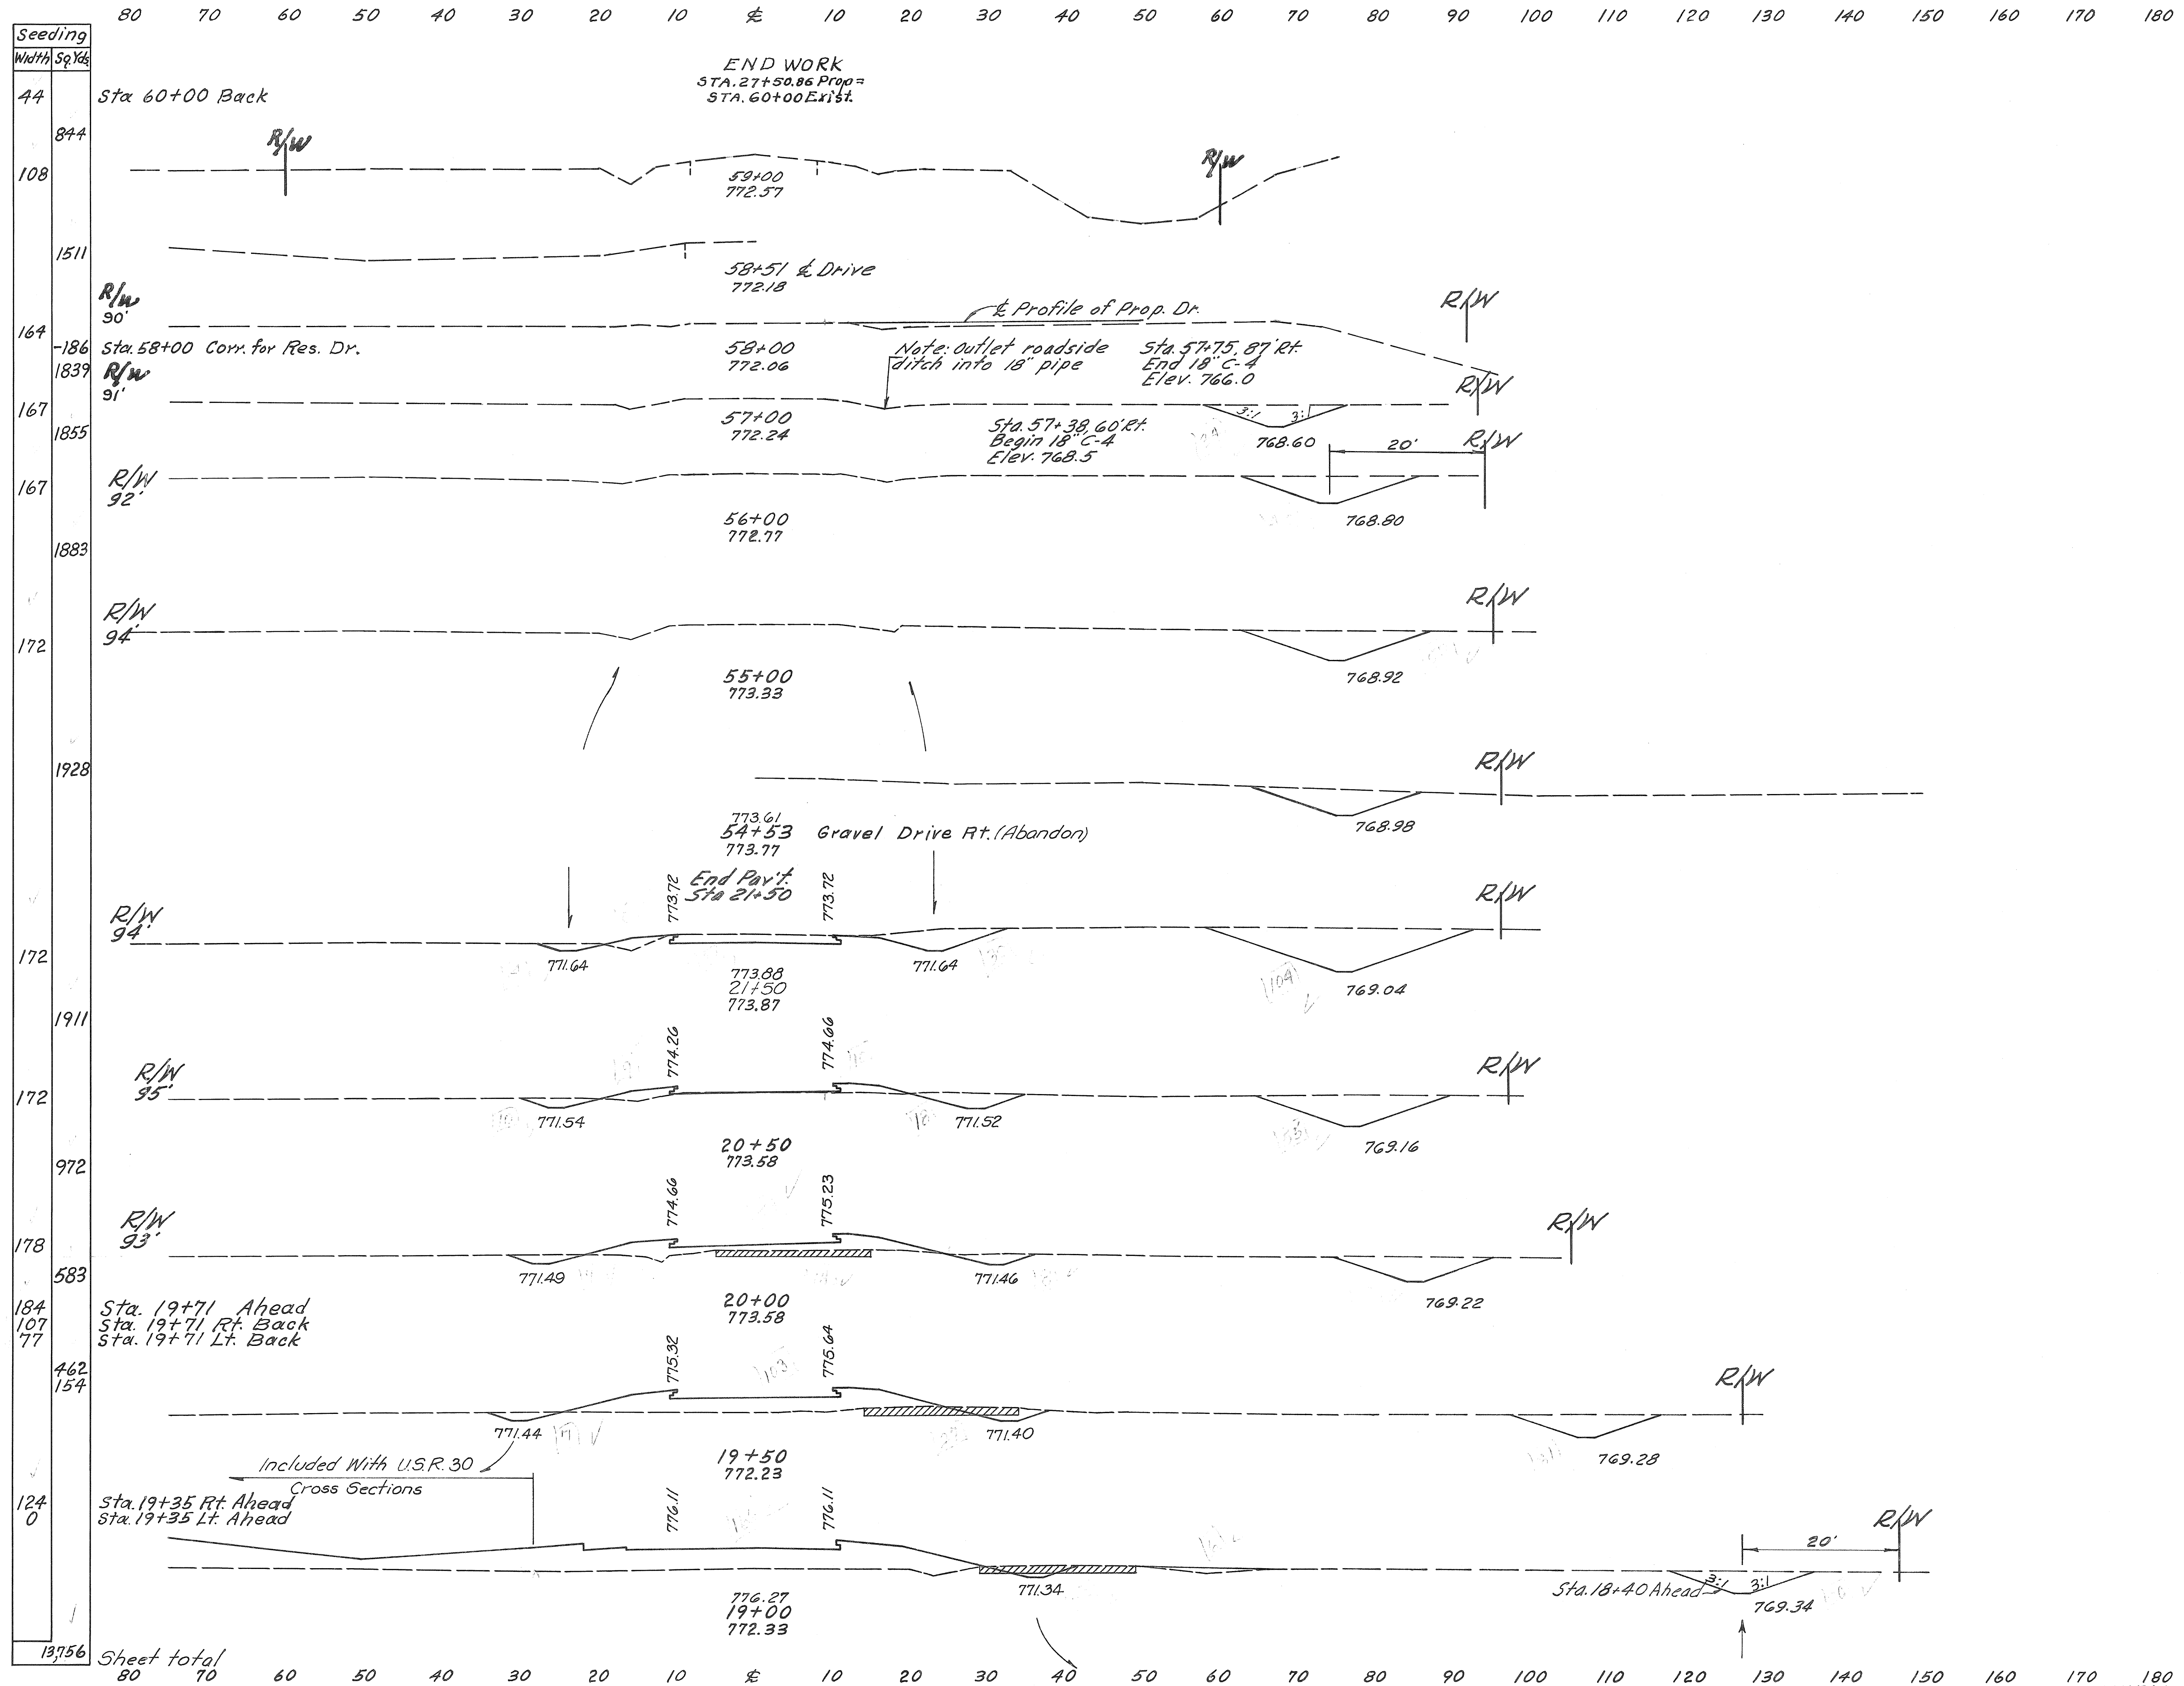 80 70 60 50 40 30 20 10 ℄ 10 20 30 40 50 60 70 80 90 100 110 120 130 140 150 160 170 180
Seeding
Width Sq.Yds.
END WORK
STA. 27+50.86 Prop =
STA. 60+00 Exist.
44 Sta 60+00 Back
844
R/W
R/W
108
59+00
772.57
1511
58+51 ℄ Drive
772.18
R/W
90'
℄ Profile of Prop. Dr.
R/W
164
-186 Sta. 58+00 Corr. for Res. Dr.
58+00
772.06
Note: Outlet roadside
ditch into 18" pipe
Sta. 57+75, 87' Rt.
End 18" C-4
Elev. 766.0
1839
R/W
91'
R/W
167
3:1 3:1
57+00
772.24
1855
Sta. 57+38, 60' Rt.
Begin 18" C-4
Elev. 768.5
768.60
20'
R/W
R/W
92'
167
56+00
772.77
768.80
1883
R/W
94'
R/W
172
55+00
773.33
768.92
1928
R/W
773.61
54+53 Gravel Drive Rt. (Abandon)
773.77
768.98
End Pav't.
Sta 21+50
773.72
773.72
R/W
94'
R/W
172
771.64
771.64
773.88
21+50
773.87
104
769.04
1911
774.26
774.66
R/W
95'
R/W
172
771.54
771.52
20+50
773.58
769.16
972
774.66
775.23
R/W
93'
R/W
178
771.49
771.46
583
20+00
773.58
769.22
184 Sta. 19+71 Ahead
107 Sta. 19+71 Rt. Back
77 Sta. 19+71 Lt. Back
775.32
775.64
103
462
154
R/W
771.44
771.40
19+50
772.23
769.28
Included With U.S.R. 30
Cross Sections
124 Sta. 19+35 Rt. Ahead
0 Sta. 19+35 Lt. Ahead
776.11
776.11
R/W
20'
771.34
Sta. 18+40 Ahead
3:1 3:1
769.34
776.27
19+00
772.33
13,756 Sheet total
80 70 60 50 40 30 20 10 ℄ 10 20 30 40 50 60 70 80 90 100 110 120 130 140 150 160 170 180